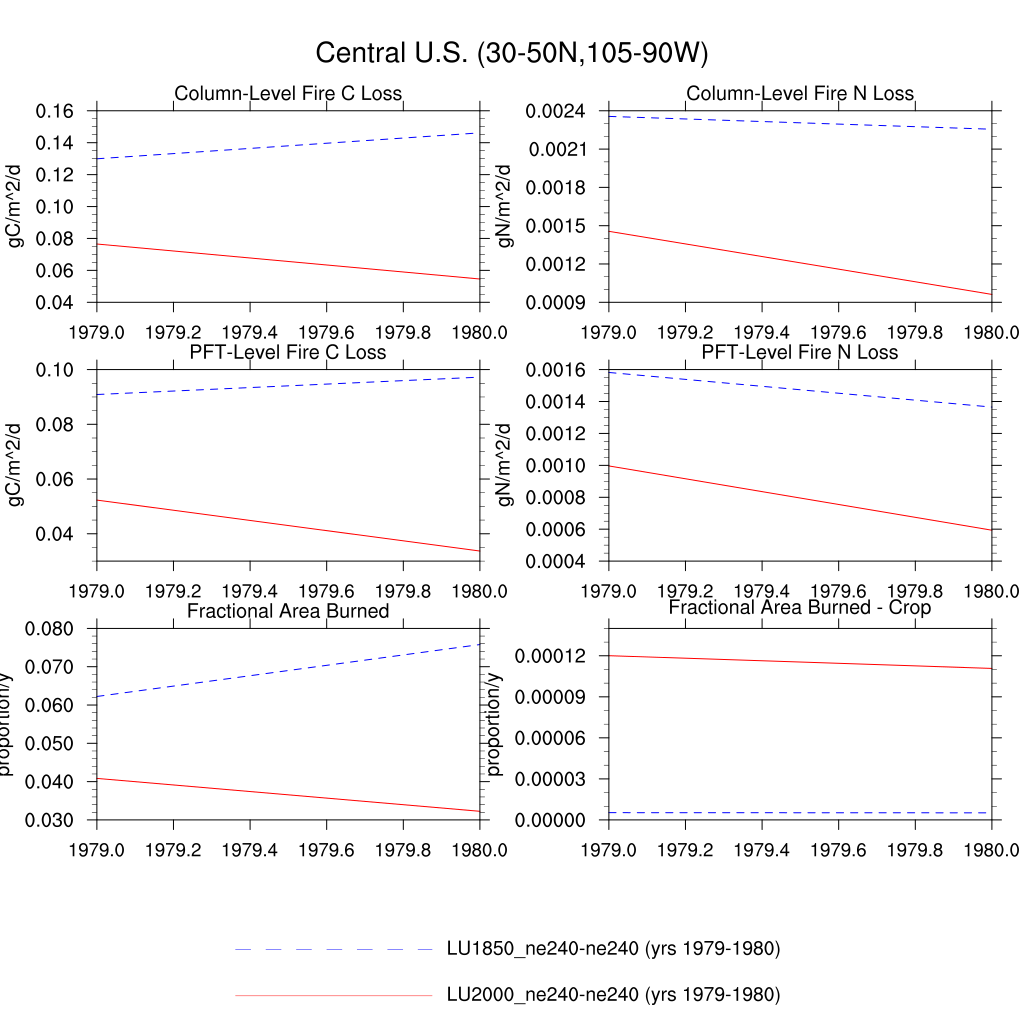 Central U.S. (30-50N,105-90W)
Column-Level Fire C Loss
gC/m^2/d
0.16
0.14
0.12
0.10
0.08
0.06
0.04
1979.0 1979.2 1979.4 1979.6 1979.8 1980.0
Column-Level Fire N Loss
gN/m^2/d
0.0024
0.0021
0.0018
0.0015
0.0012
0.0009
1979.0 1979.2 1979.4 1979.6 1979.8 1980.0
PFT-Level Fire C Loss
gC/m^2/d
0.10
0.08
0.06
0.04
1979.0 1979.2 1979.4 1979.6 1979.8 1980.0
PFT-Level Fire N Loss
gN/m^2/d
0.0016
0.0014
0.0012
0.0010
0.0008
0.0006
0.0004
1979.0 1979.2 1979.4 1979.6 1979.8 1980.0
Fractional Area Burned
proportion/y
0.080
0.070
0.060
0.050
0.040
0.030
1979.0 1979.2 1979.4 1979.6 1979.8 1980.0
Fractional Area Burned - Crop
proportion/y
0.00012
0.00009
0.00006
0.00003
0.00000
1979.0 1979.2 1979.4 1979.6 1979.8 1980.0
LU1850_ne240-ne240 (yrs 1979-1980)
LU2000_ne240-ne240 (yrs 1979-1980)